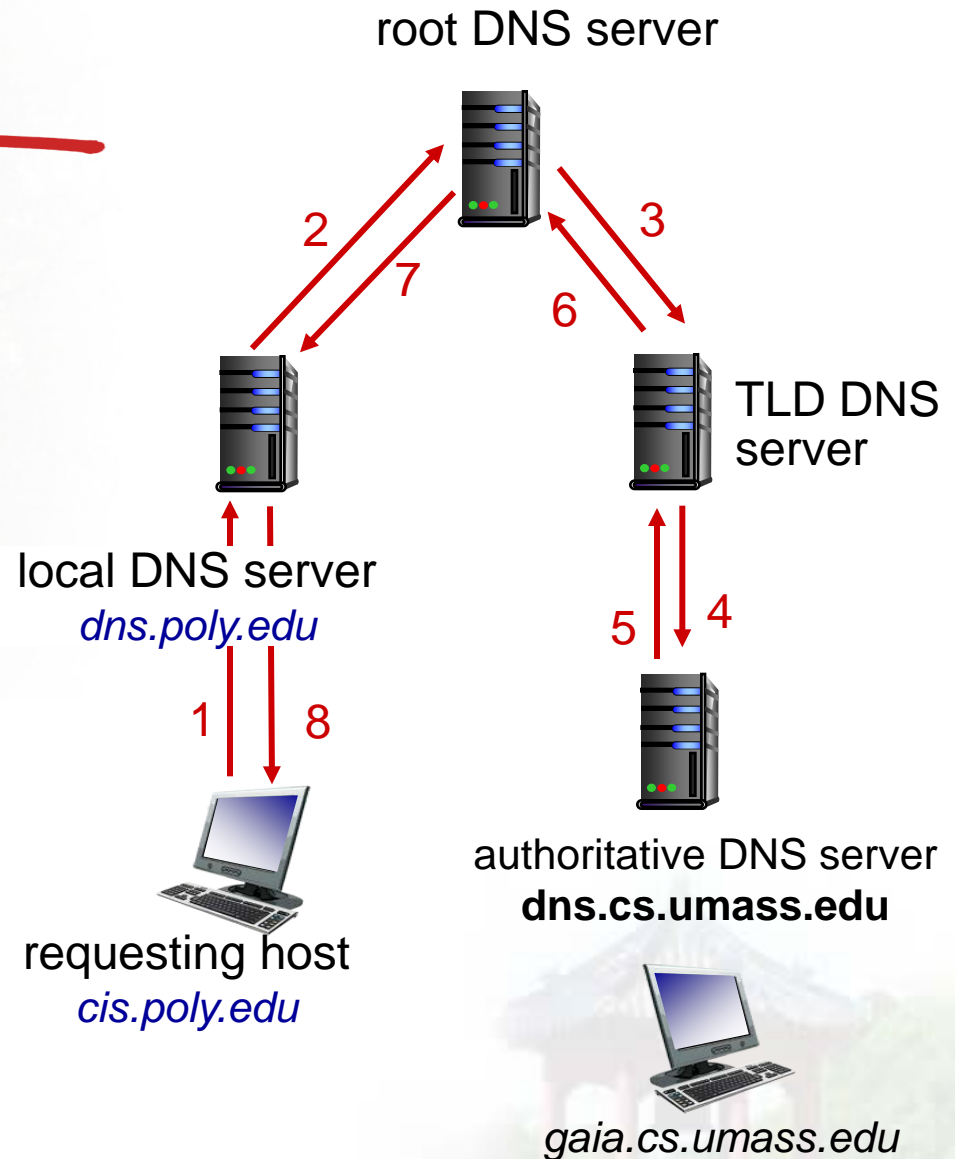 root DNS server
2
3
7
6
TLD DNS
server
local DNS server
dns.poly.edu
5
4
1
8
authoritative DNS server
dns.cs.umass.edu
requesting host
cis.poly.edu
gaia.cs.umass.edu